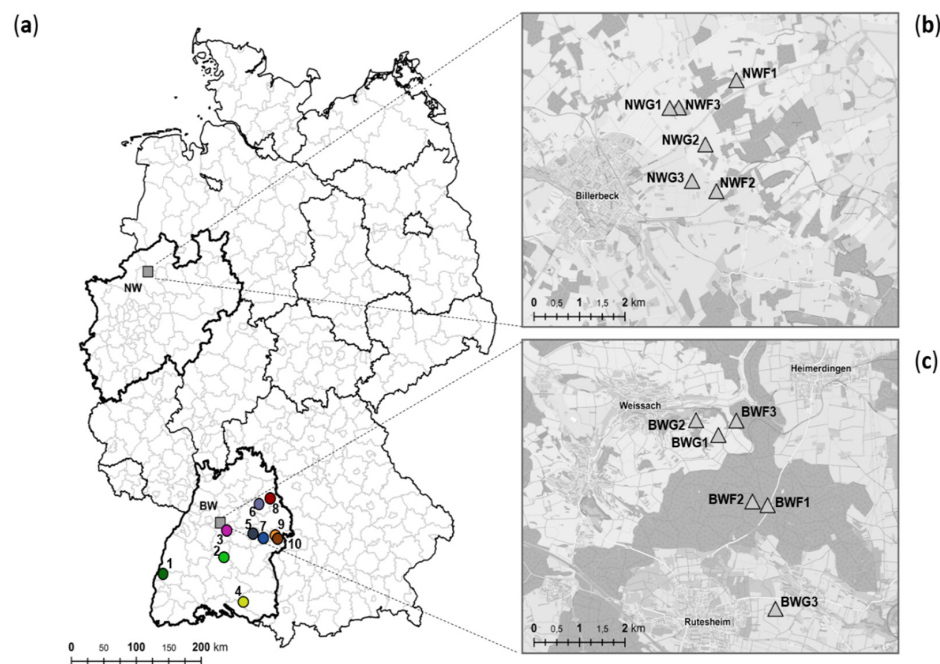 (a)
NW
BW
1
2
3
4
5
6
7
8
9
10
0 50 100 150 200 km
(b)
NWF1
NWG1 NWF3
NWG2
NWG3
NWF2
Billerbeck
0 0,5 1 1,5 2 km
(c)
Heimerdingen
Weissach
BWG2
BWF3
BWG1
BWF2
BWF1
BWG3
Rutesheim
0 0,5 1 1,5 2 km